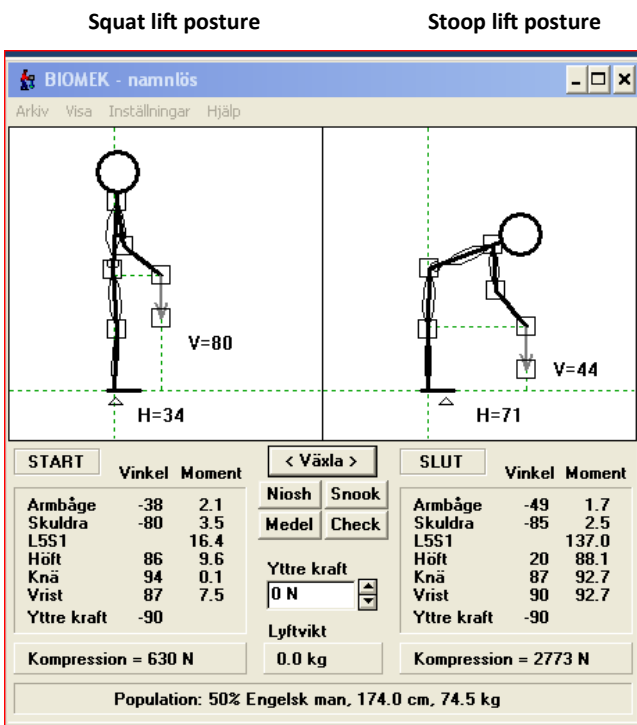 Squat lift posture Stoop lift posture
BIOMEK - namnlös
Arkiv Visa Inställningar Hjälp
V=80
H=34
V=44
H=71
START Vinkel Moment
Armbåge -38 2.1
Skuldra -80 3.5
L5S1 16.4
Höft 86 9.6
Knä 94 0.1
Vrist 87 7.5
Yttre kraft -90
Kompression = 630 N
< Växla >
Niosh Snook
Medel Check
Yttre kraft
0 N
Lyftvikt
0.0 kg
SLUT Vinkel Moment
Armbåge -49 1.7
Skuldra -85 2.5
L5S1 137.0
Höft 20 88.1
Knä 87 92.7
Vrist 90 92.7
Yttre kraft -90
Kompression = 2773 N
Population: 50% Engelsk man, 174.0 cm, 74.5 kg